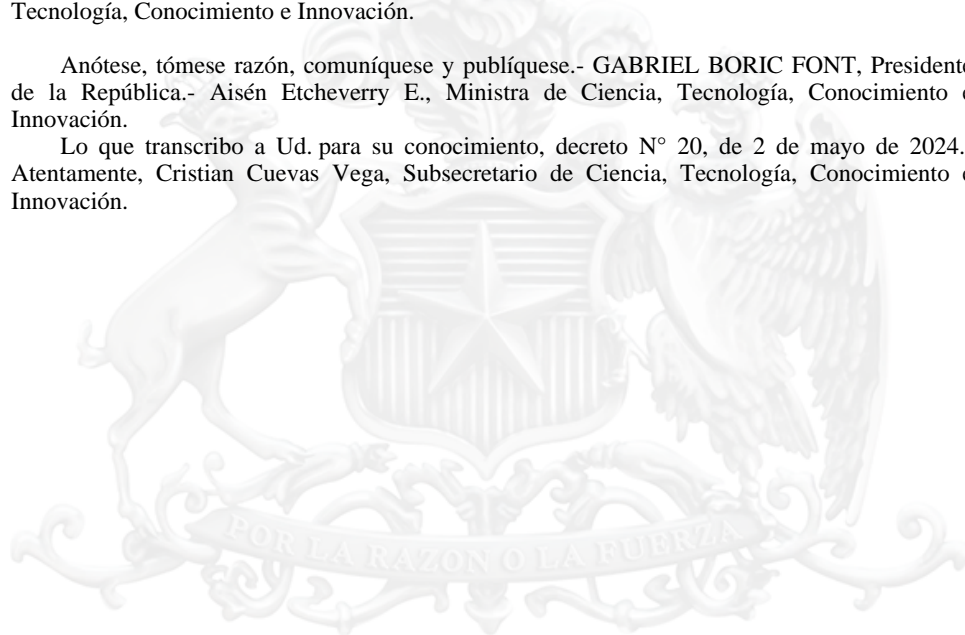 Tecnología, Conocimiento e Innovación.
Anótese, tómese razón, comuníquese y publíquese.- GABRIEL BORIC FONT, Presidente
de la República.- Aisén Etcheverry E., Ministra de Ciencia, Tecnología, Conocimiento e
Innovación.
Lo que transcribo a Ud. para su conocimiento, decreto N° 20, de 2 de mayo de 2024.
Atentamente, Cristian Cuevas Vega, Subsecretario de Ciencia, Tecnología, Conocimiento e
Innovación.
POR LA RAZON O LA FUERZA